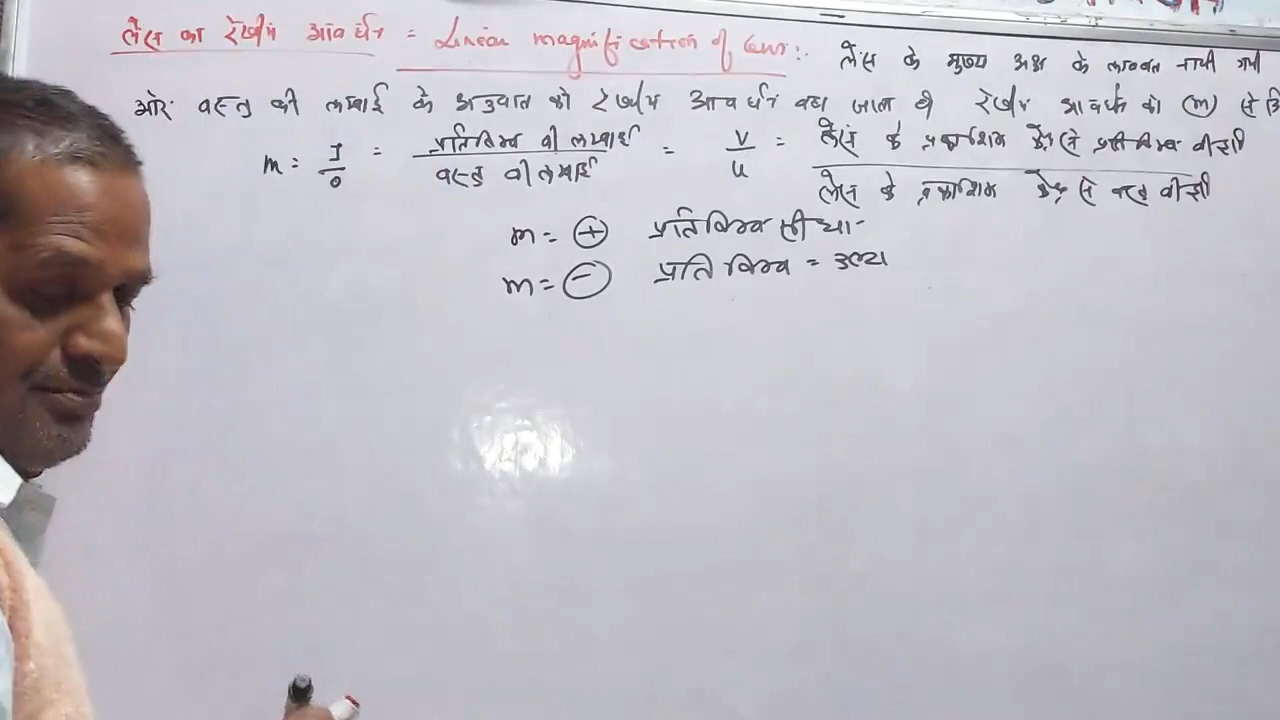 लेंस का रेखीय आवर्धन = Linear magnification of lens :- लेंस के मुख्य अक्ष के लम्बवत नापी गयी
और वस्तु की लम्बाई के अनुपात को रेखीय आवर्धन कहा जाता है रेखीय आवर्धन को (m) से
m = I/O = प्रतिबिम्ब की लम्बाई / वस्तु की लम्बाई = v/u = लेंस के प्रकाशिक केंद्र से प्रतिबिम्ब की दूरी / लेंस के प्रकाशिक केंद्र से वस्तु की दूरी
m = (+) प्रतिबिम्ब सीधा -
m = (-) प्रतिबिम्ब = उल्टा